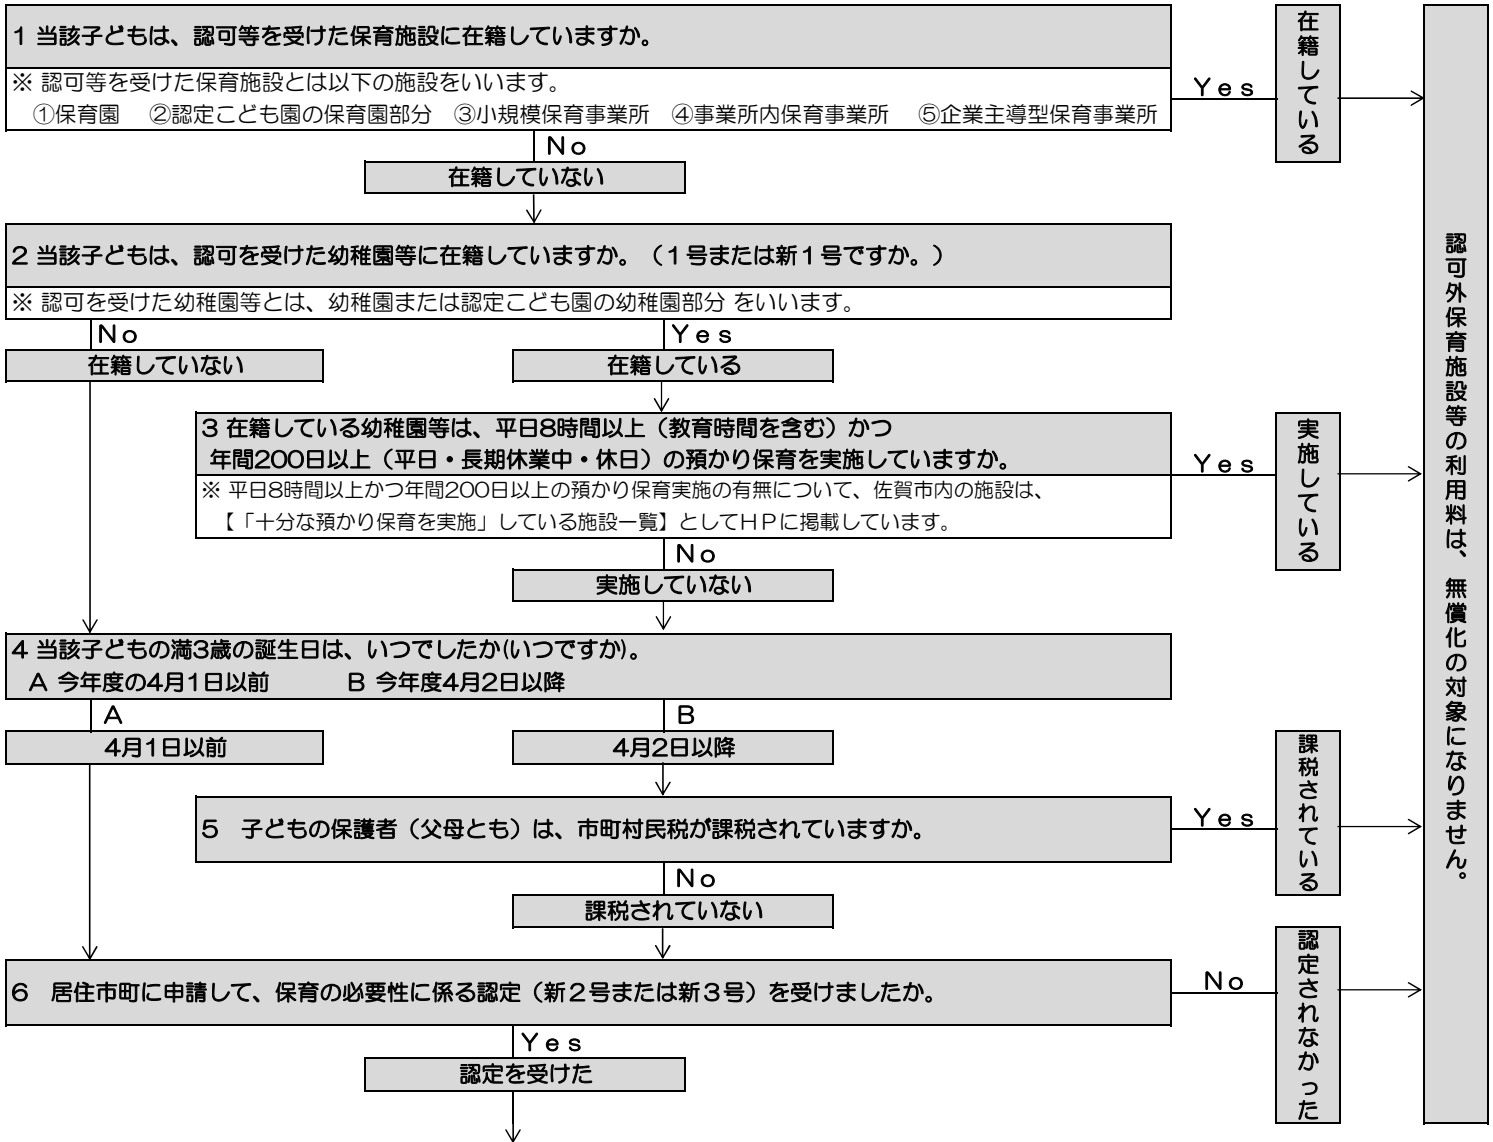 1 当該子どもは、認可等を受けた保育施設に在籍していますか。
※ 認可等を受けた保育施設とは以下の施設をいいます。
①保育園　②認定こども園の保育園部分　③小規模保育事業所　④事業所内保育事業所　⑤企業主導型保育事業所
Ｙｅｓ
在籍している
Ｎｏ
在籍していない
2 当該子どもは、認可を受けた幼稚園等に在籍していますか。（１号または新１号ですか。）
※ 認可を受けた幼稚園等とは、幼稚園または認定こども園の幼稚園部分 をいいます。
Ｎｏ
在籍していない
Ｙｅｓ
在籍している
3 在籍している幼稚園等は、平日8時間以上（教育時間を含む）かつ
年間200日以上（平日・長期休業中・休日）の預かり保育を実施していますか。
※ 平日8時間以上かつ年間200日以上の預かり保育実施の有無について、佐賀市内の施設は、
【「十分な預かり保育を実施」している施設一覧】としてＨＰに掲載しています。
Ｙｅｓ
実施している
Ｎｏ
実施していない
4 当該子どもの満3歳の誕生日は、いつでしたか(いつですか)。
A 今年度の4月1日以前　B 今年度4月2日以降
A
4月1日以前
B
4月2日以降
5　子どもの保護者（父母とも）は、市町村民税が課税されていますか。
Ｙｅｓ
課税されている
Ｎｏ
課税されていない
6　居住市町に申請して、保育の必要性に係る認定（新２号または新３号）を受けましたか。
Ｎｏ
認定されなかった
Ｙｅｓ
認定を受けた
認可外保育施設等の利用料は、無償化の対象になりません。